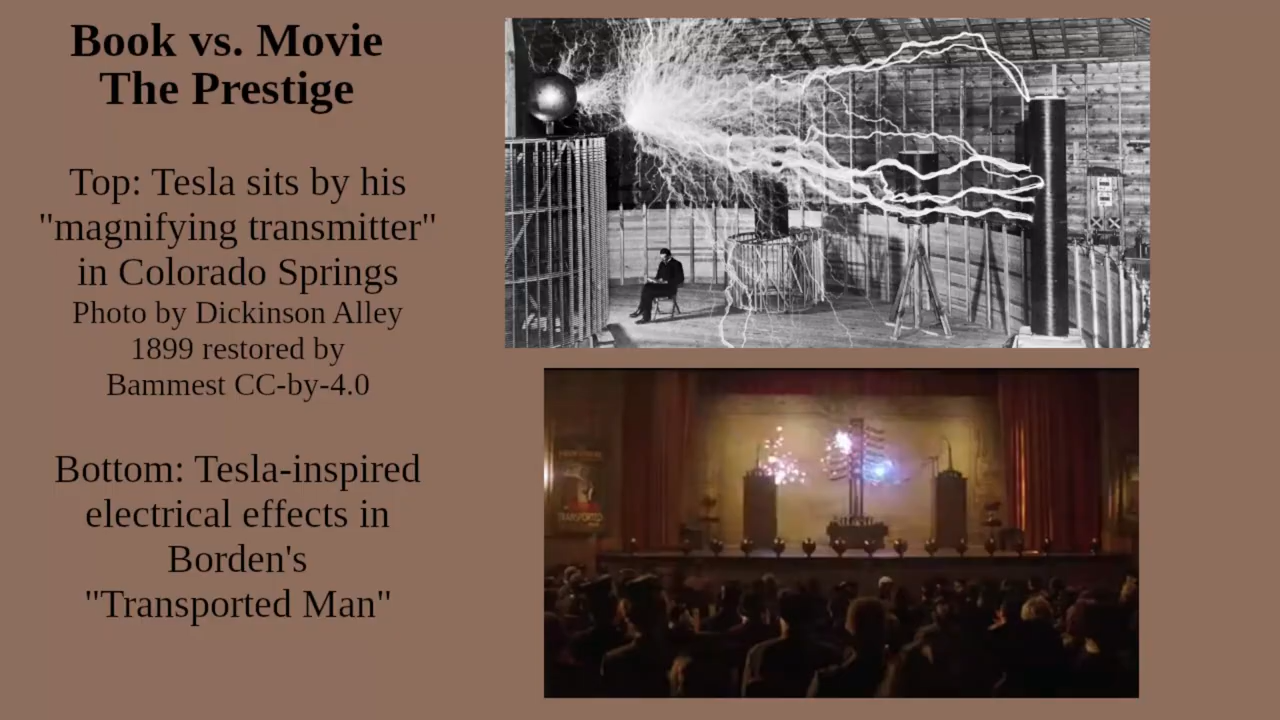 Book vs. Movie
The Prestige
Top: Tesla sits by his
"magnifying transmitter"
in Colorado Springs
Photo by Dickinson Alley
1899 restored by
Bammest CC-by-4.0
Bottom: Tesla-inspired
electrical effects in
Borden's
"Transported Man"
TRANSPORTED